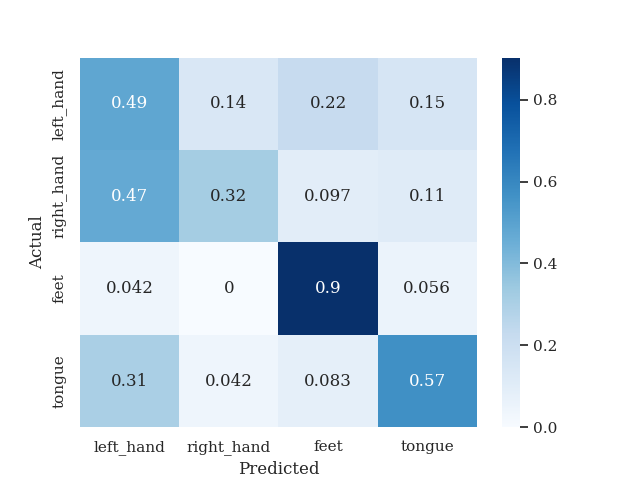 left_hand 0.49 0.14 0.22 0.15
right_hand 0.47 0.32 0.097 0.11
feet 0.042 0 0.9 0.056
tongue 0.31 0.042 0.083 0.57
left_hand right_hand feet tongue
Predicted
Actual
0.8
0.6
0.4
0.2
0.0